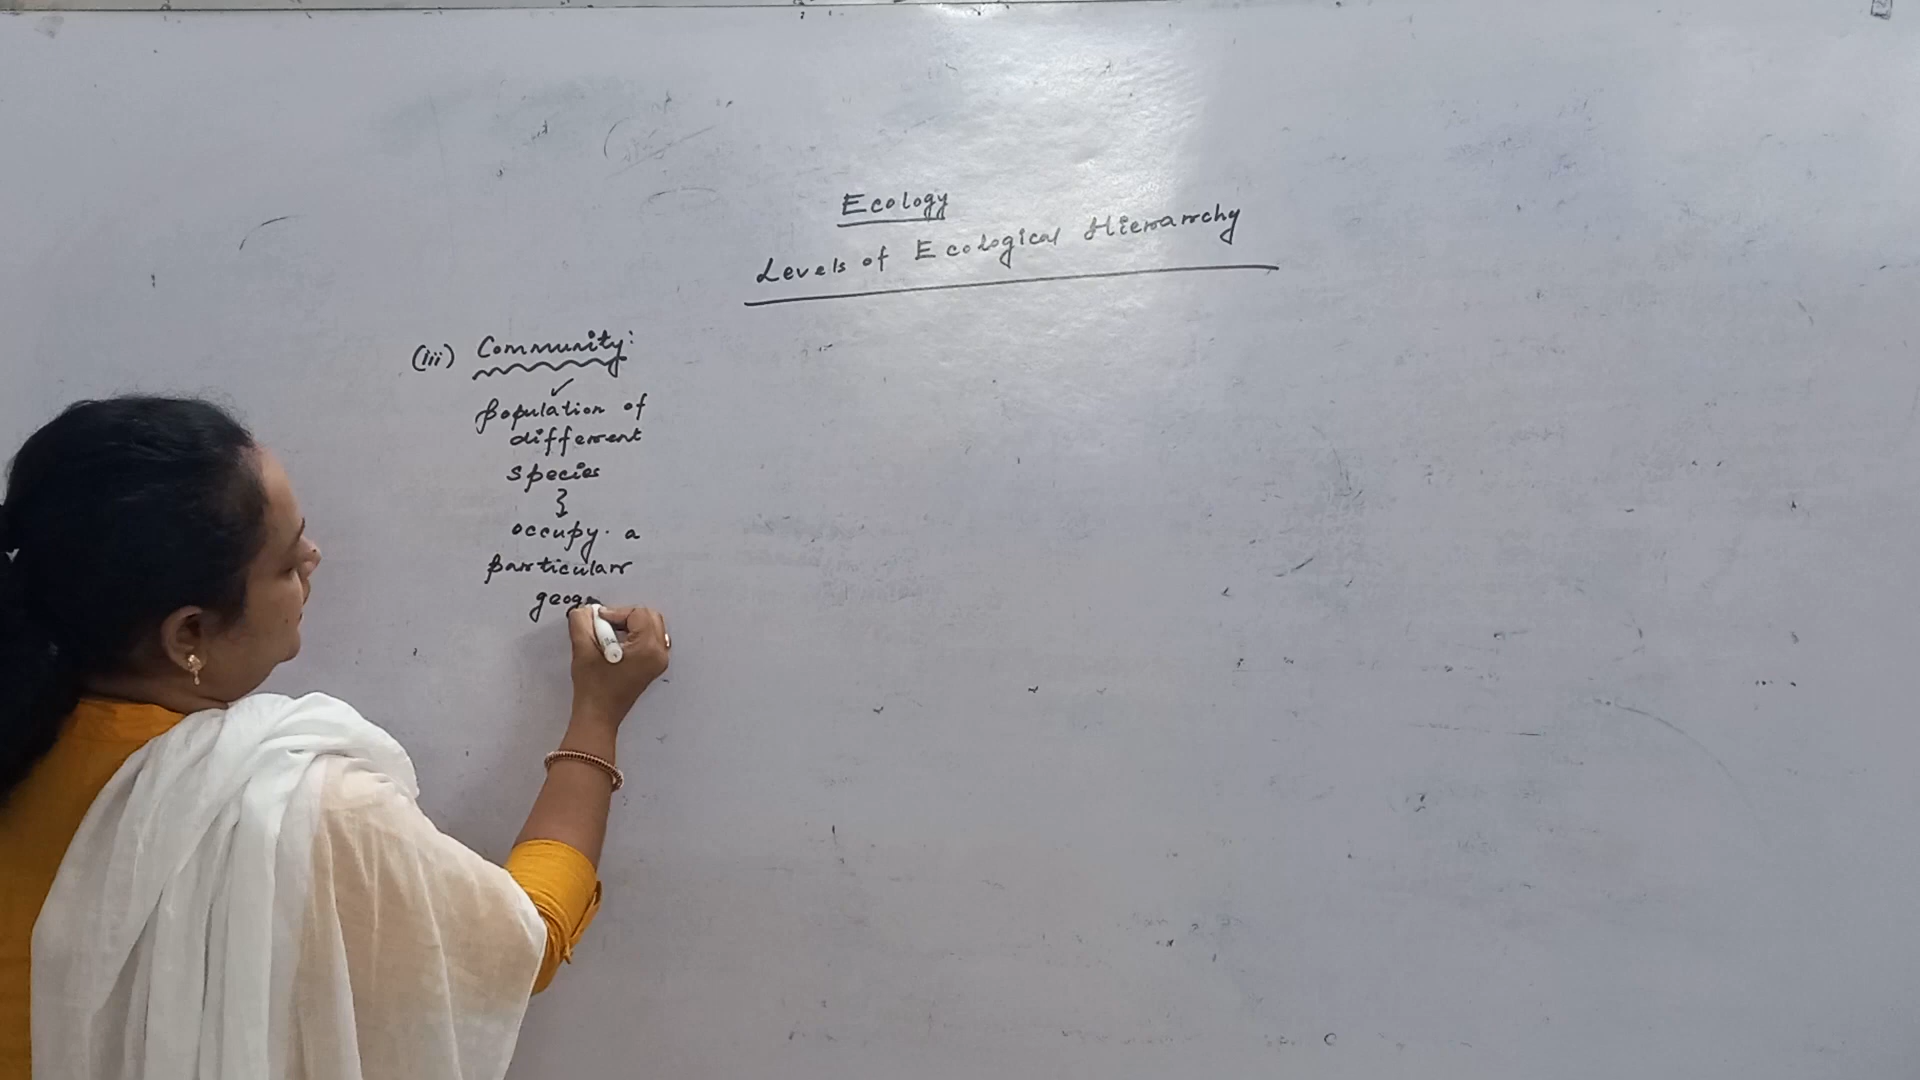 Ecology
Levels of Ecological Hierarchy
(iii) Community:
population of
different
species
occupy a
particular
geog